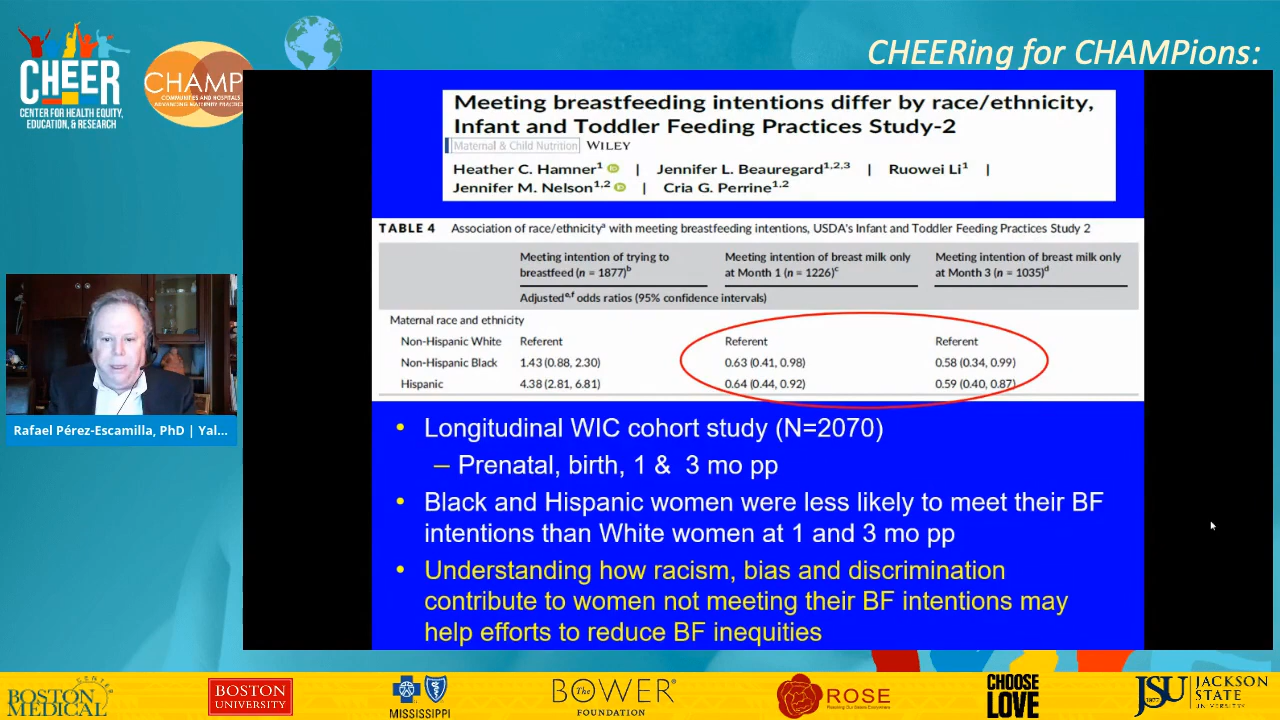 CHEERing for CHAMPions:
CHEER
CENTER FOR HEALTH EQUITY,
EDUCATION, & RESEARCH
CHAMP
COMMUNITIES AND HOSPITALS
ADVANCING MATERNITY PRACTIC
Meeting breastfeeding intentions differ by race/ethnicity,
Infant and Toddler Feeding Practices Study-2
Maternal & Child Nutrition WILEY
Heather C. Hamner1 | Jennifer L. Beauregard1,2,3 | Ruowei Li1 |
Jennifer M. Nelson1,2 | Cria G. Perrine1,2
TABLE 4 Association of race/ethnicitya with meeting breastfeeding intentions, USDA's Infant and Toddler Feeding Practices Study 2
Meeting intention of trying to breastfeed (n = 1877)b
Meeting intention of breast milk only at Month 1 (n = 1226)c
Meeting intention of breast milk only at Month 3 (n = 1035)d
Adjustede,f odds ratios (95% confidence intervals)
Maternal race and ethnicity
Non-Hispanic White Referent Referent Referent
Non-Hispanic Black 1.43 (0.88, 2.30) 0.63 (0.41, 0.98) 0.58 (0.34, 0.99)
Hispanic 4.38 (2.81, 6.81) 0.64 (0.44, 0.92) 0.59 (0.40, 0.87)
• Longitudinal WIC cohort study (N=2070)
– Prenatal, birth, 1 & 3 mo pp
• Black and Hispanic women were less likely to meet their BF
intentions than White women at 1 and 3 mo pp
• Understanding how racism, bias and discrimination
contribute to women not meeting their BF intentions may
help efforts to reduce BF inequities
Rafael Pérez-Escamilla, PhD | Yal...
BOSTON
MEDICAL
CENTER
BOSTON
UNIVERSITY
MISSISSIPPI
The BOWER
FOUNDATION
ROSE
CHOOSE
LOVE
JSU
1877
JACKSON
STATE
UNIVERSITY